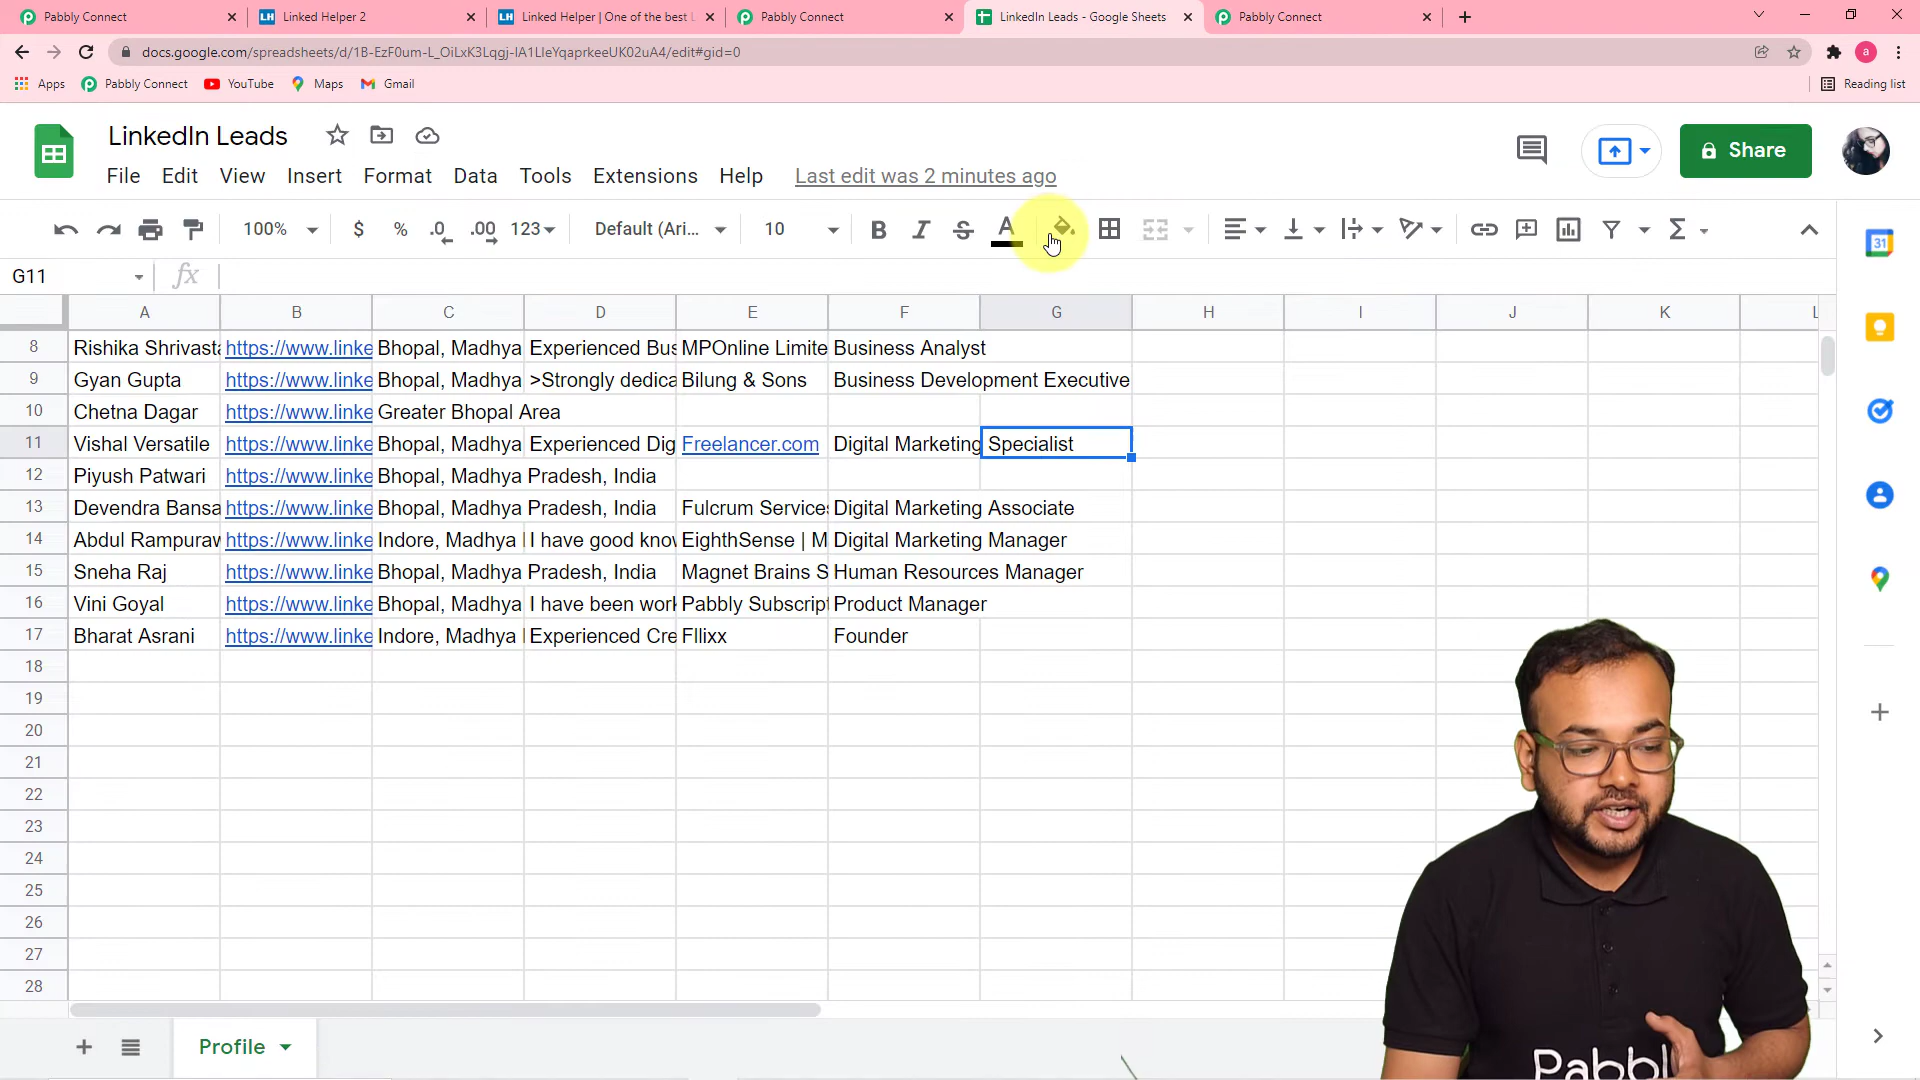 Pabbly Connect
Linked Helper 2
Linked Helper | One of the best L
Pabbly Connect
LinkedIn Leads - Google Sheets
Pabbly Connect
docs.google.com/spreadsheets/d/1B-EzF0um-L_OiLxK3Lqgj-IA1LIeYqaprkeeUK02uA4/edit#gid=0
a
Apps
Pabbly Connect
YouTube
Maps
Gmail
Reading list
LinkedIn Leads
Share
File Edit View Insert Format Data Tools Extensions Help Last edit was 2 minutes ago
100% $ % .0 .00 123 Default (Ari... 10 B I S A Σ
31
G11 fx
A B C D E F G H I J K L
8 Rishika Shrivasta https://www.linke Bhopal, Madhya Experienced Bus MPOnline Limite Business Analyst
9 Gyan Gupta https://www.linke Bhopal, Madhya >Strongly dedica Bilung & Sons Business Development Executive
10 Chetna Dagar https://www.linke Greater Bhopal Area
11 Vishal Versatile https://www.linke Bhopal, Madhya Experienced Dig Freelancer.com Digital Marketing Specialist
12 Piyush Patwari https://www.linke Bhopal, Madhya Pradesh, India
13 Devendra Bansa https://www.linke Bhopal, Madhya Pradesh, India Fulcrum Services Digital Marketing Associate
14 Abdul Rampuraw https://www.linke Indore, Madhya I have good know EighthSense | M Digital Marketing Manager
15 Sneha Raj https://www.linke Bhopal, Madhya Pradesh, India Magnet Brains S Human Resources Manager
16 Vini Goyal https://www.linke Bhopal, Madhya I have been work Pabbly Subscript Product Manager
17 Bharat Asrani https://www.linke Indore, Madhya Experienced Cre Fllixx Founder
18
19
20
21
22
23
24
25
26
27
28
Profile
Pabbl